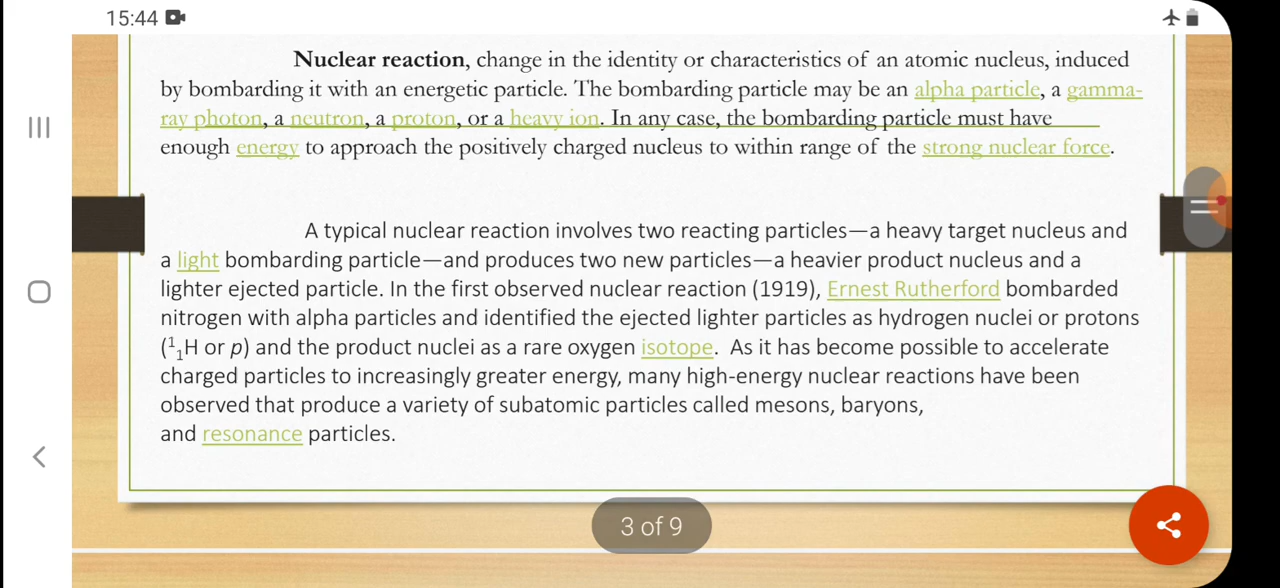 15:44
Nuclear reaction, change in the identity or characteristics of an atomic nucleus, induced
by bombarding it with an energetic particle. The bombarding particle may be an alpha particle, a gamma-
ray photon, a neutron, a proton, or a heavy ion. In any case, the bombarding particle must have
enough energy to approach the positively charged nucleus to within range of the strong nuclear force.
A typical nuclear reaction involves two reacting particles—a heavy target nucleus and
a light bombarding particle—and produces two new particles—a heavier product nucleus and a
lighter ejected particle. In the first observed nuclear reaction (1919), Ernest Rutherford bombarded
nitrogen with alpha particles and identified the ejected lighter particles as hydrogen nuclei or protons
(¹₁H or p) and the product nuclei as a rare oxygen isotope. As it has become possible to accelerate
charged particles to increasingly greater energy, many high-energy nuclear reactions have been
observed that produce a variety of subatomic particles called mesons, baryons,
and resonance particles.
3 of 9